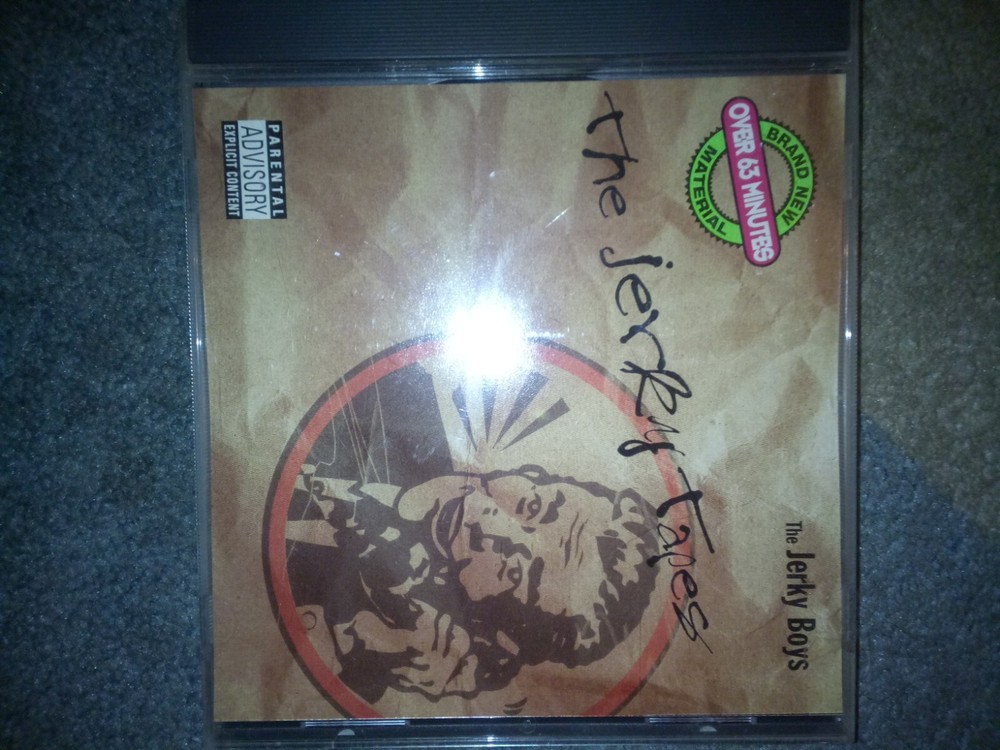 BRAND NEW
OVER 63 MINUTES
MATERIAL
The Jerky Boys
the jerky tapes
PARENTAL
ADVISORY
EXPLICIT CONTENT